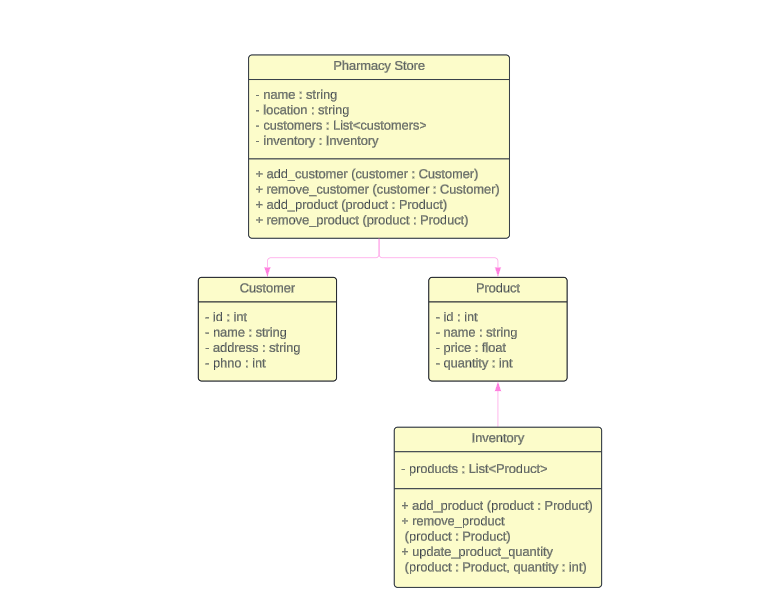 Pharmacy Store
- name : string
- location : string
- customers : List<customers>
- inventory : Inventory
+ add_customer (customer : Customer)
+ remove_customer (customer : Customer)
+ add_product (product : Product)
+ remove_product (product : Product)
Customer
- id : int
- name : string
- address : string
- phno : int
Product
- id : int
- name : string
- price : float
- quantity : int
Inventory
- products : List<Product>
+ add_product (product : Product)
+ remove_product
(product : Product)
+ update_product_quantity
(product : Product, quantity : int)